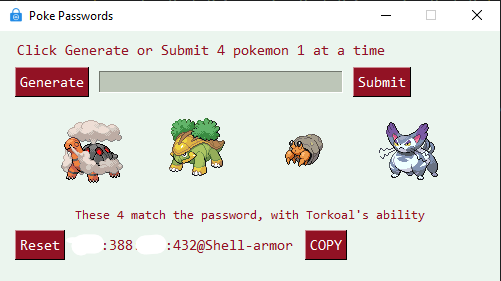 Poke Passwords
Click Generate or Submit 4 pokemon 1 at a time
Generate Submit
These 4 match the password, with Torkoal's ability
Reset :388 :432@Shell-armor COPY